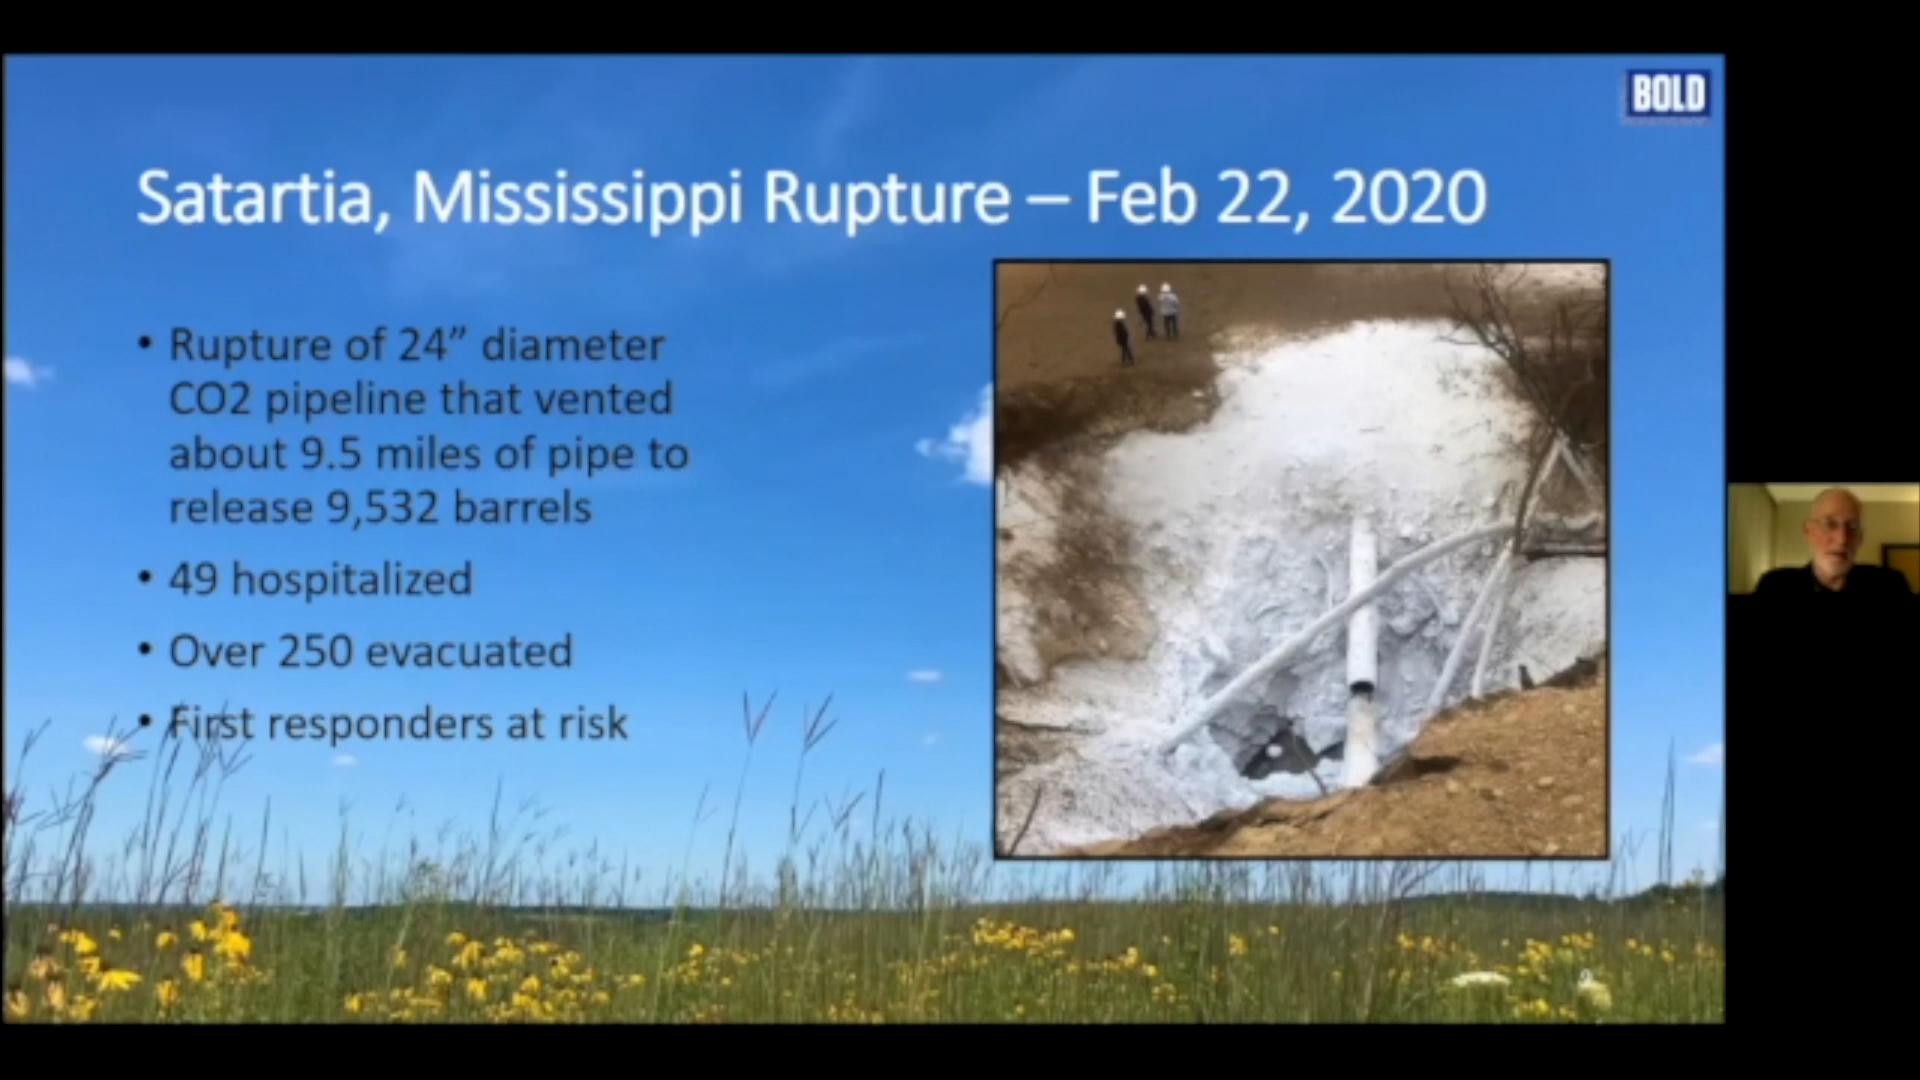 BOLD
Satartia, Mississippi Rupture – Feb 22, 2020
• Rupture of 24” diameter
CO2 pipeline that vented
about 9.5 miles of pipe to
release 9,532 barrels
• 49 hospitalized
• Over 250 evacuated
• First responders at risk